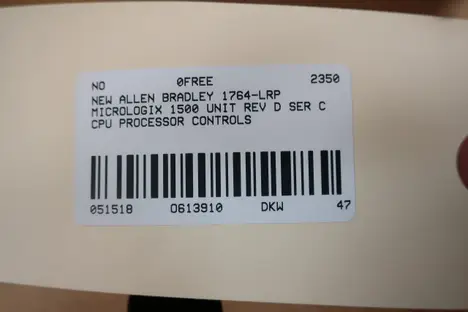 NO 0FREE 2350
NEW ALLEN BRADLEY 1764-LRP
MICROLOGIX 1500 UNIT REV D SER C
CPU PROCESSOR CONTROLS
051518 0613910 DKW 47